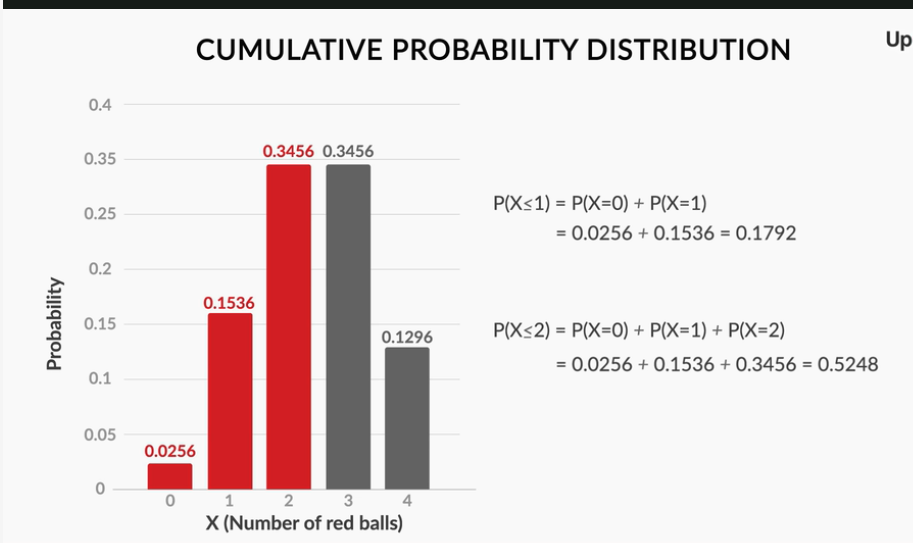 CUMULATIVE PROBABILITY DISTRIBUTION
Up
0.4
0.35
0.25
0.2
0.15
0.1
0.05
0
Probability
0.0256
0.1536
0.3456
0.3456
0.1296
0 1 2 3 4
X (Number of red balls)
P(X≤1) = P(X=0) + P(X=1)
= 0.0256 + 0.1536 = 0.1792
P(X≤2) = P(X=0) + P(X=1) + P(X=2)
= 0.0256 + 0.1536 + 0.3456 = 0.5248